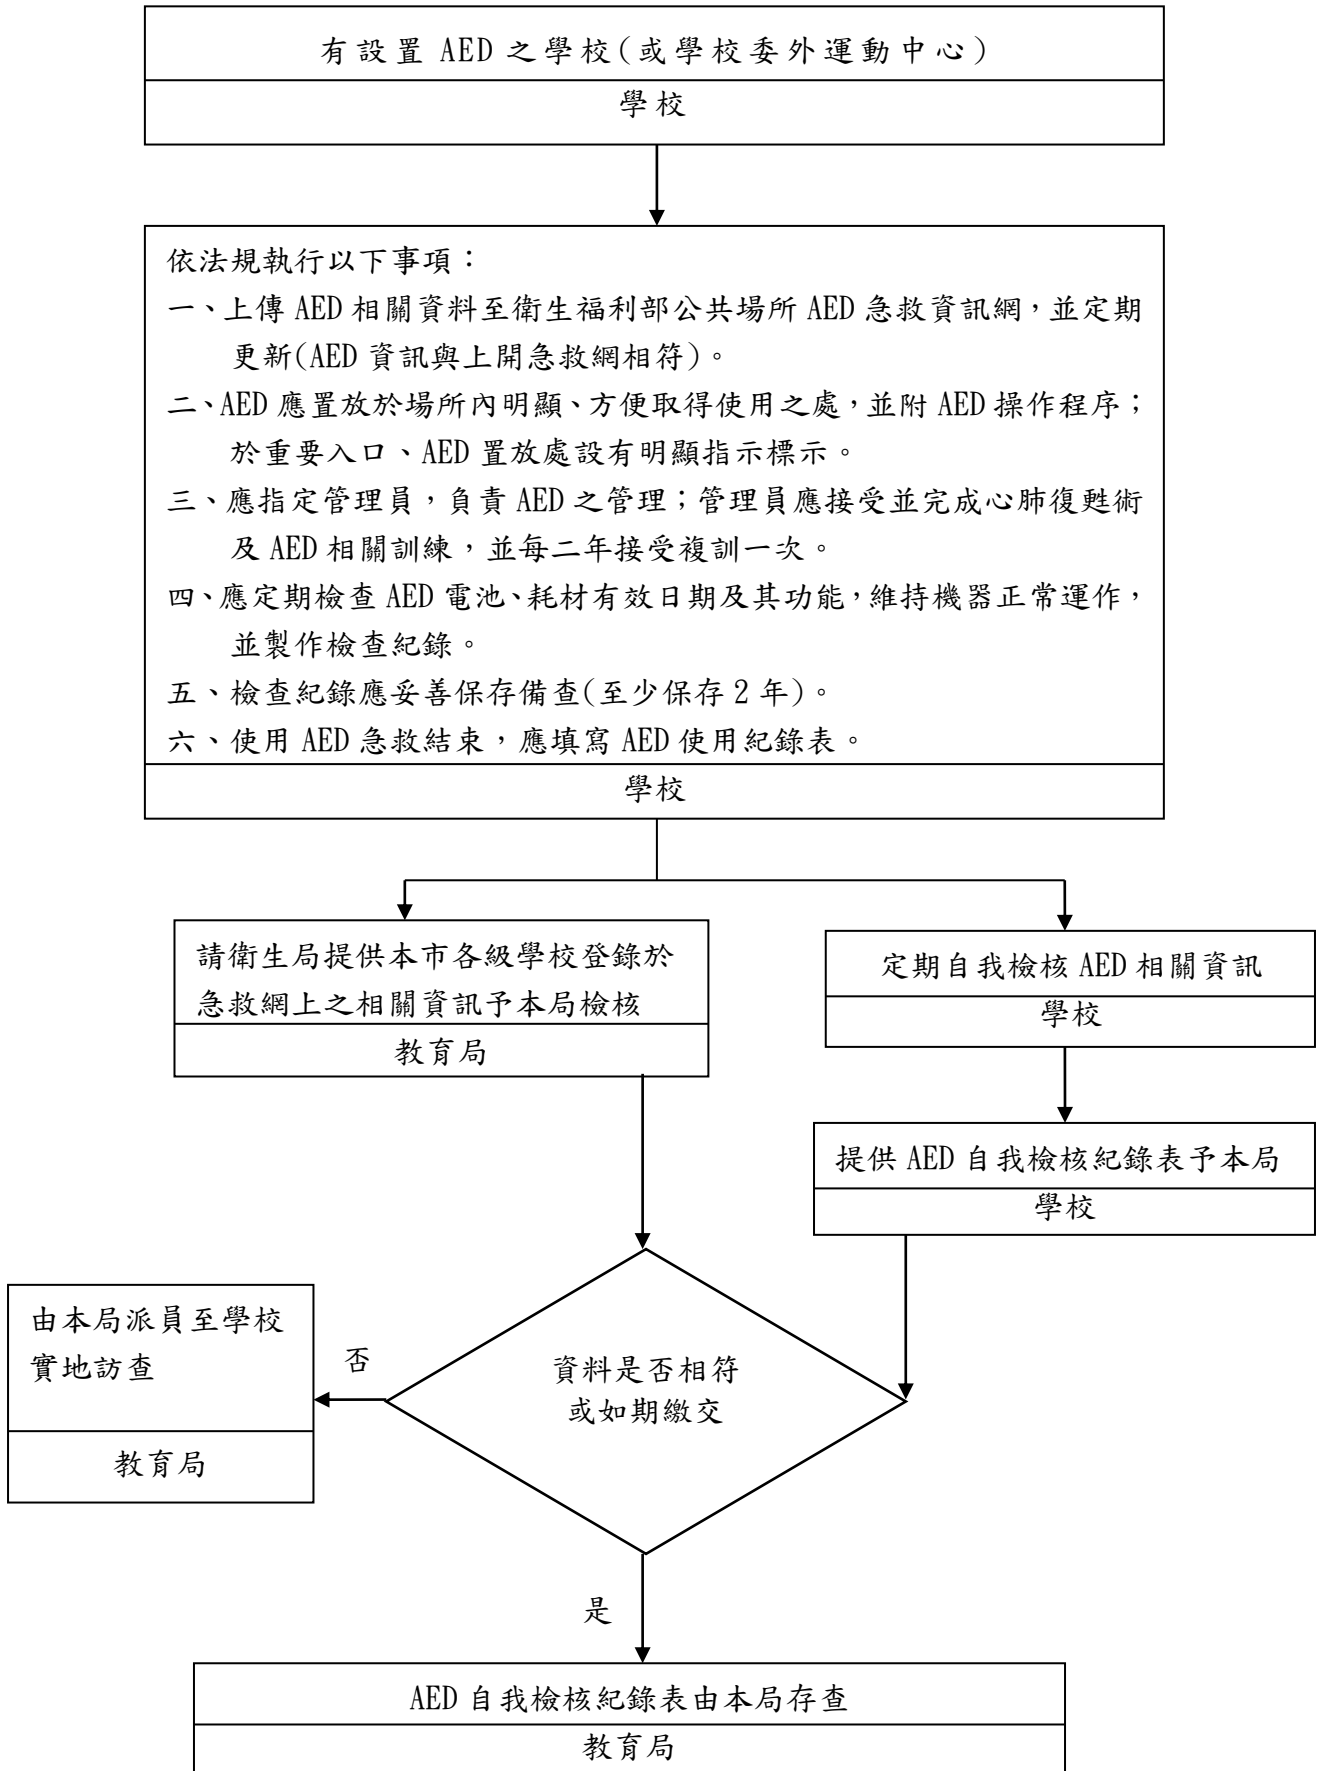 有設置 AED 之學校(或學校委外運動中心)
學校
依法規執行以下事項：
一、上傳 AED 相關資料至衛生福利部公共場所 AED 急救資訊網，並定期
更新(AED 資訊與上開急救網相符)。
二、AED 應置放於場所內明顯、方便取得使用之處，並附 AED 操作程序；
於重要入口、AED 置放處設有明顯指示標示。
三、應指定管理員，負責 AED 之管理；管理員應接受並完成心肺復甦術
及 AED 相關訓練，並每二年接受複訓一次。
四、應定期檢查 AED 電池、耗材有效日期及其功能，維持機器正常運作，
並製作檢查紀錄。
五、檢查紀錄應妥善保存備查(至少保存 2 年)。
六、使用 AED 急救結束，應填寫 AED 使用紀錄表。
學校
請衛生局提供本市各級學校登錄於
急救網上之相關資訊予本局檢核
教育局
定期自我檢核 AED 相關資訊
學校
提供 AED 自我檢核紀錄表予本局
學校
由本局派員至學校
實地訪查
教育局
否
資料是否相符
或如期繳交
是
AED 自我檢核紀錄表由本局存查
教育局